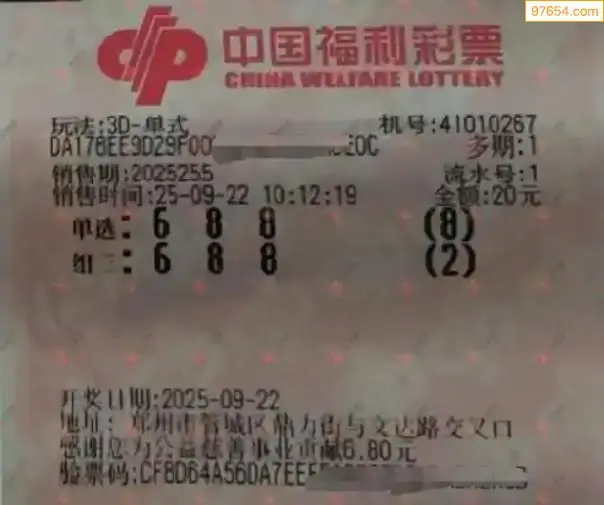 97654.com
中国福利彩票
CHINA WELFARE LOTTERY
玩法:3D-单式 机号:41010267
DA178EE9D29F00 E0C 多期:1
销售期:2025255 流水号:1
销售时间:25-09-22 10:12:19 金额:20元
单选: 6 8 8 (8)
组三: 6 8 8 (2)
开奖日期:2025-09-22
地址: 郑州市管城区鼎力街与文达路交叉口
感谢您为公益慈善事业贡献6.80元
验票码:CF8D64A56DA7EEE